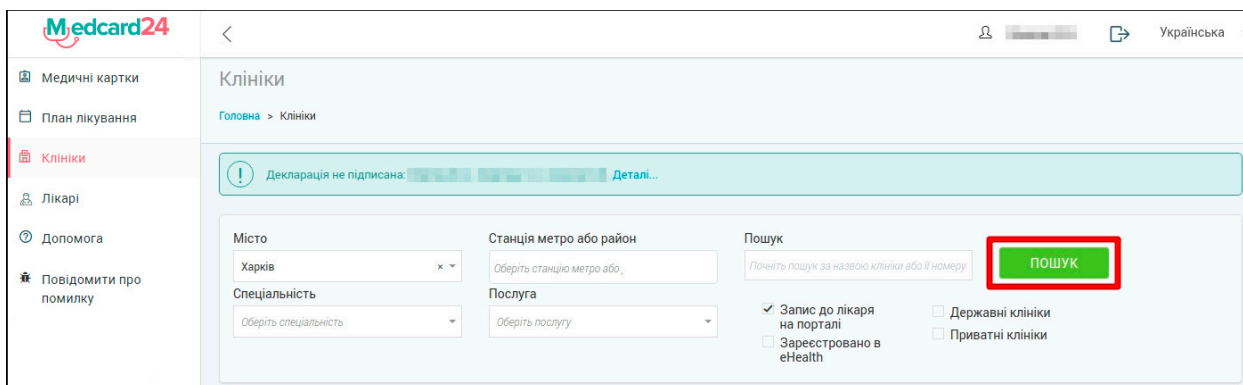 Medcard24
Українська
Медичні картки
План лікування
Клініки
Лікарі
Допомога
Повідомити про
помилку
Клініки
Головна > Клініки
Декларація не підписана: Деталі...
Місто
Станція метро або район
Пошук
Харків
Оберіть станцію метро або
Почніть пошук за назвою клініки або її номеру
ПОШУК
Спеціальність
Послуга
Оберіть спеціальність
Оберіть послугу
Запис до лікаря
на порталі
Зареєстровано в
eHealth
Державні клініки
Приватні клініки